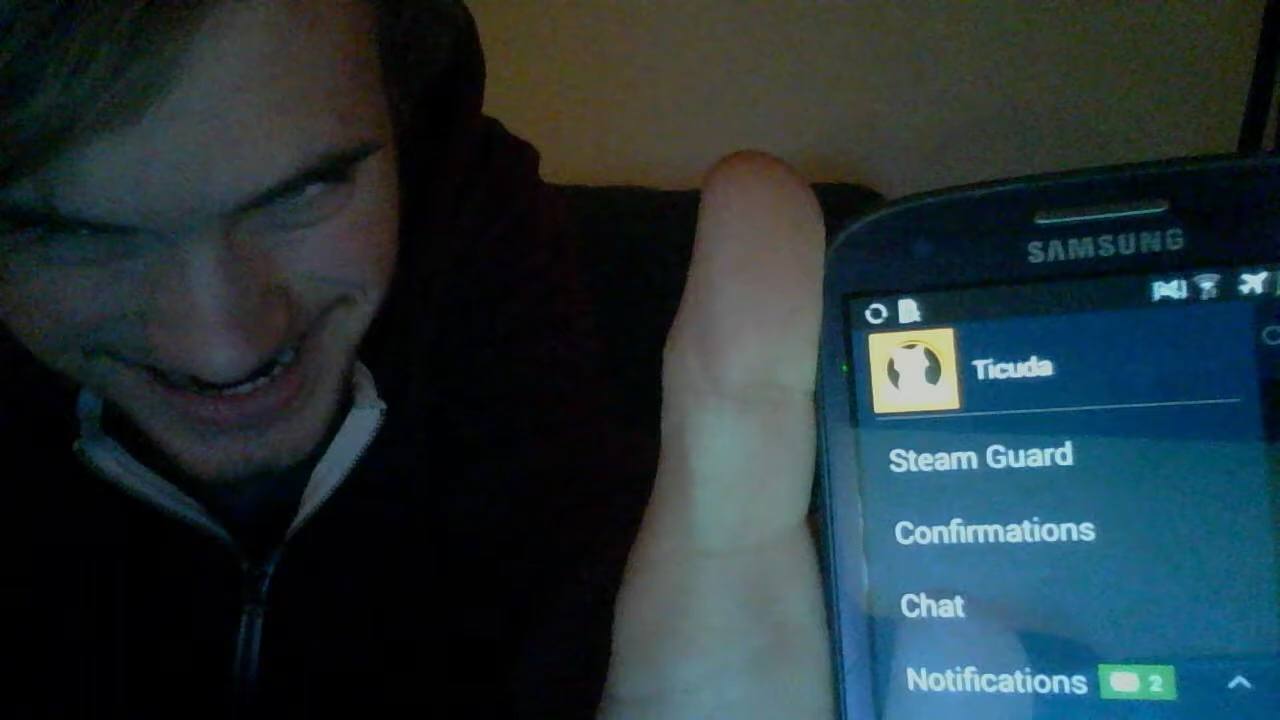 SAMSUNG
Ticuda
Steam Guard
Confirmations
Chat
Notifications 2